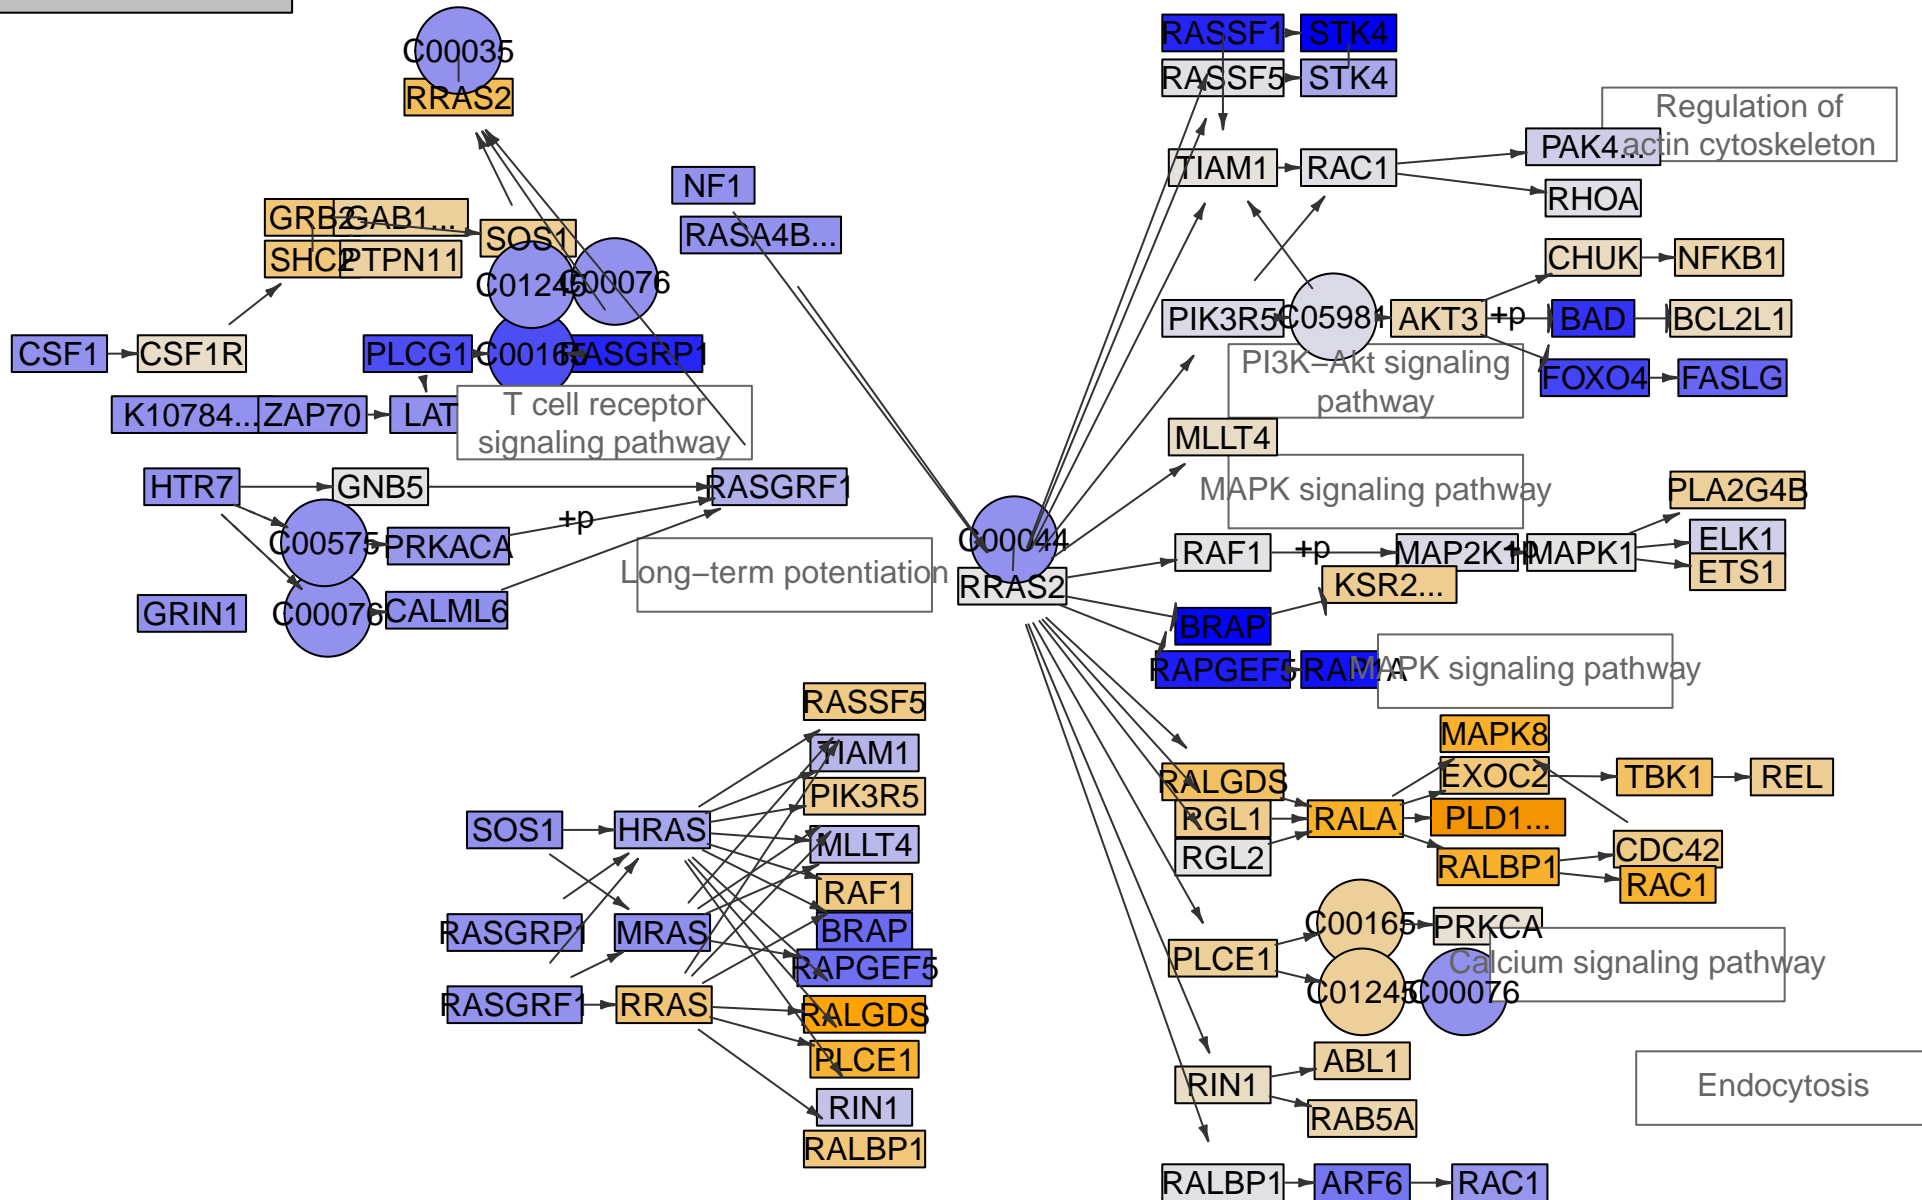 C00035
RRAS2
NF1
RASA4B...
GRB2
GAB1...
SHC2
PTPN11
SOS1
C01245
C00076
CSF1
CSF1R
PLCG1
C00165
RASGRP1
K10784...
ZAP70
LAT
T cell receptor
signaling pathway
HTR7
GNB5
RASGRF1
C00575
PRKACA
+p
GRIN1
C00076
CALML6
Long−term potentiation
C00044
RRAS2
RASSF1
STK4
RASSF5
STK4
Regulation of
actin cytoskeleton
TIAM1
RAC1
PAK4...
RHOA
CHUK
NFKB1
PIK3R5
C05981
AKT3
+p
BAD
BCL2L1
FOXO4
FASLG
PI3K−Akt signaling
pathway
MLLT4
MAPK signaling pathway
PLA2G4B
RAF1
+p
MAP2K1
+p
MAPK1
ELK1
ETS1
KSR2...
BRAP
RAPGEF5
RAP1A
MAPK signaling pathway
MAPK8
RALGDS
EXOC2
TBK1
REL
RGL1
RALA
PLD1...
RGL2
RALBP1
CDC42
RAC1
C00165
PRKCA
PLCE1
Calcium signaling pathway
C01245
C00076
RIN1
ABL1
RAB5A
Endocytosis
RALBP1
ARF6
RAC1
RASSF5
TIAM1
PIK3R5
SOS1
HRAS
MLLT4
RAF1
RASGRP1
MRAS
BRAP
RAPGEF5
RASGRF1
RRAS
RALGDS
PLCE1
RIN1
RALBP1